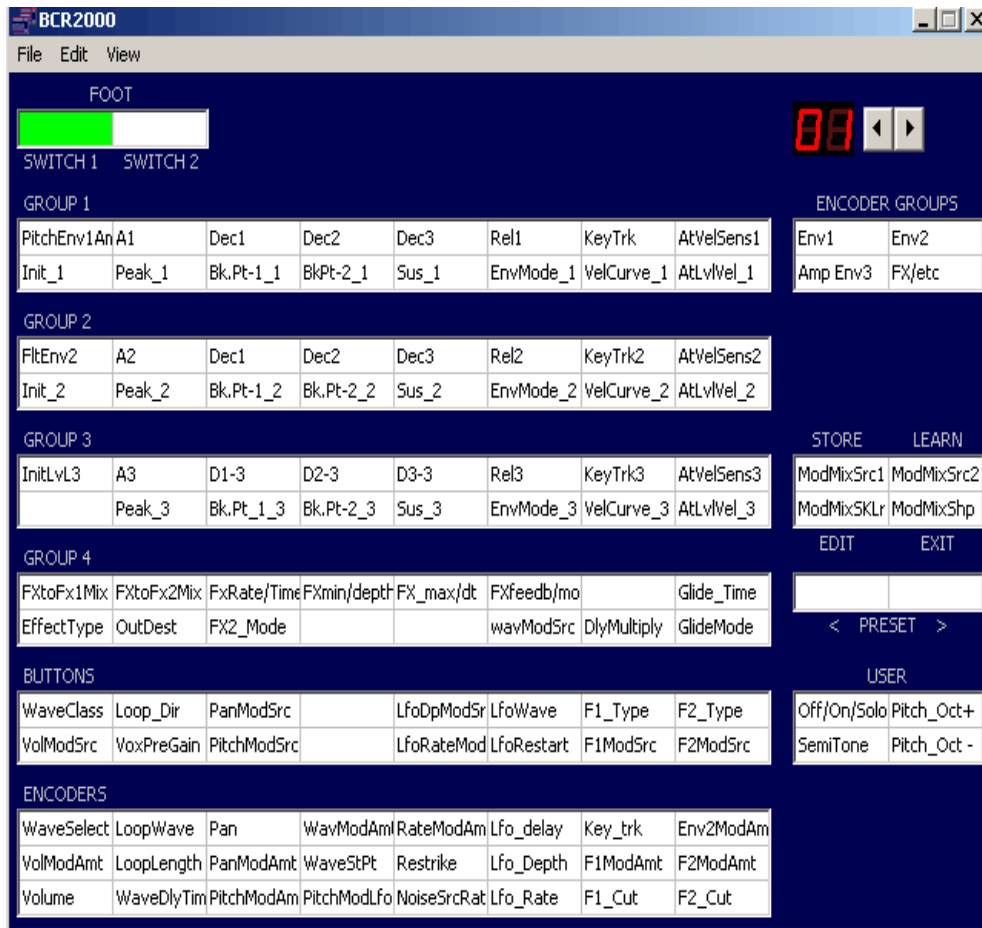 BCR2000
File Edit View
FOOT
SWITCH 1 SWITCH 2
01
GROUP 1
PitchEnv1An A1 Dec1 Dec2 Dec3 Rel1 KeyTrk AtVelSens1
Init_1 Peak_1 Bk.Pt-1_1 BkPt-2_1 Sus_1 EnvMode_1 VelCurve_1 AtLvlVel_1
ENCODER GROUPS
Env1 Env2
Amp Env3 FX/etc
GROUP 2
FltEnv2 A2 Dec1 Dec2 Dec3 Rel2 KeyTrk2 AtVelSens2
Init_2 Peak_2 Bk.Pt-1_2 Bk.Pt-2_2 Sus_2 EnvMode_2 VelCurve_2 AtLvlVel_2
GROUP 3
InitLvL3 A3 D1-3 D2-3 D3-3 Rel3 KeyTrk3 AtVelSens3
Peak_3 Bk.Pt_1_3 Bk.Pt-2_3 Sus_3 EnvMode_3 VelCurve_3 AtLvlVel_3
STORE LEARN
ModMixSrc1 ModMixSrc2
ModMixSKLr ModMixShp
EDIT EXIT
GROUP 4
FXtoFx1Mix FXtoFx2Mix FxRate/Time FXmin/depth FX_max/dt FXfeedb/mo Glide_Time
EffectType OutDest FX2_Mode wavModSrc DlyMultiply GlideMode
< PRESET >
BUTTONS
WaveClass Loop_Dir PanModSrc LfoDpModSr LfoWave F1_Type F2_Type
VolModSrc VoxPreGain PitchModSrc LfoRateMod LfoRestart F1ModSrc F2ModSrc
USER
Off/On/Solo Pitch_Oct+
SemiTone Pitch_Oct -
ENCODERS
WaveSelect LoopWave Pan WavModAmt RateModAm Lfo_delay Key_trk Env2ModAm
VolModAmt LoopLength PanModAmt WaveStPt Restrike Lfo_Depth F1ModAmt F2ModAmt
Volume WaveDlyTim PitchModAm PitchModLfo NoiseSrcRat Lfo_Rate F1_Cut F2_Cut